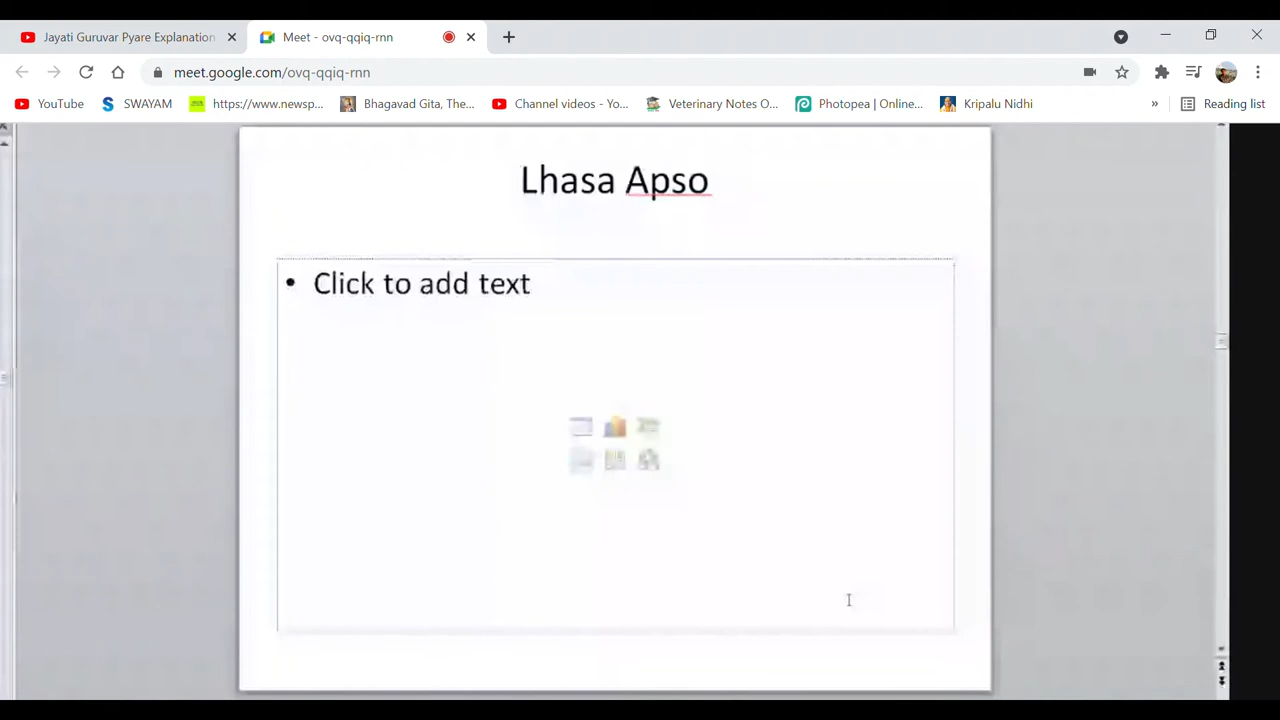 Jayati Guruvar Pyare Explanation
Meet - ovq-qqiq-rnn
meet.google.com/ovq-qqiq-rnn
YouTube
SWAYAM
https://www.newsp...
Bhagavad Gita, The...
Channel videos - Yo...
Veterinary Notes O...
Photopea | Online...
Kripalu Nidhi
»
Reading list
Lhasa Apso
• Click to add text